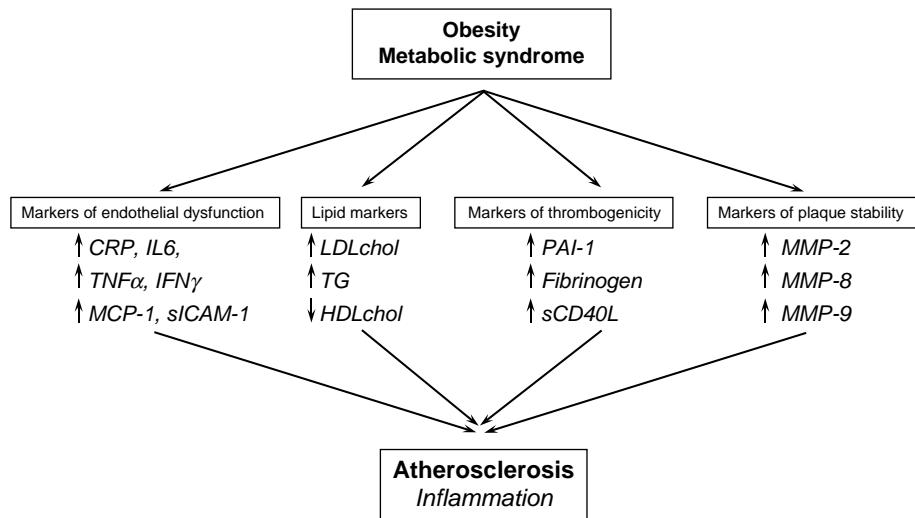 Obesity
Metabolic syndrome
Markers of endothelial dysfunction
↑ CRP, IL6,
↑ TNFα, IFNγ
↑ MCP-1, sICAM-1
Lipid markers
↑ LDLchol
↑ TG
↓ HDLchol
Markers of thrombogenicity
↑ PAI-1
↑ Fibrinogen
↑ sCD40L
Markers of plaque stability
↑ MMP-2
↑ MMP-8
↑ MMP-9
Atherosclerosis
Inflammation